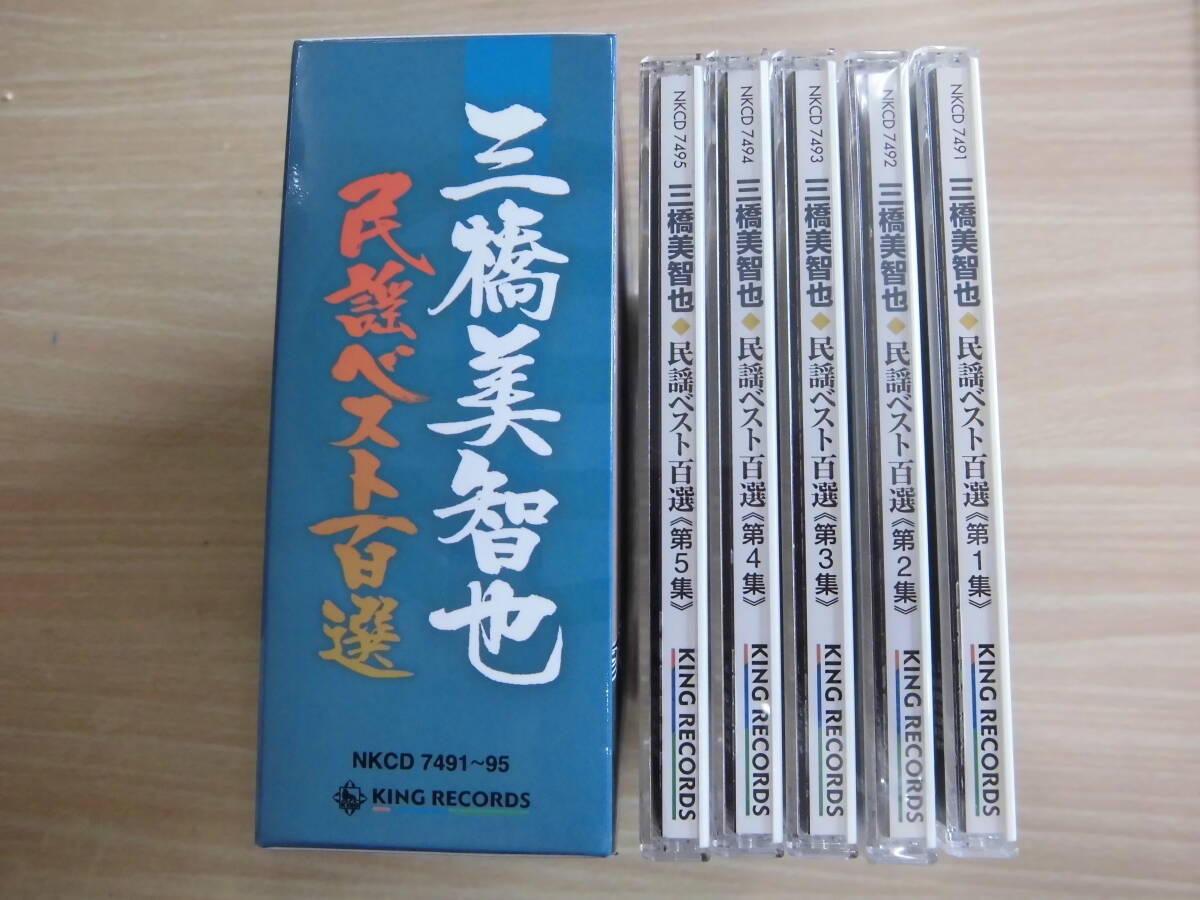 三橋美智也
民謡ベスト百選
NKCD 7491~95
KING RECORDS
NKCD 7495 三橋美智也◆民謡ベスト百選《第5集》 KING RECORDS
NKCD 7494 三橋美智也◆民謡ベスト百選《第4集》 KING RECORDS
NKCD 7493 三橋美智也◆民謡ベスト百選《第3集》 KING RECORDS
NKCD 7492 三橋美智也◆民謡ベスト百選《第2集》 KING RECORDS
NKCD 7491 三橋美智也◆民謡ベスト百選《第1集》 KING RECORDS